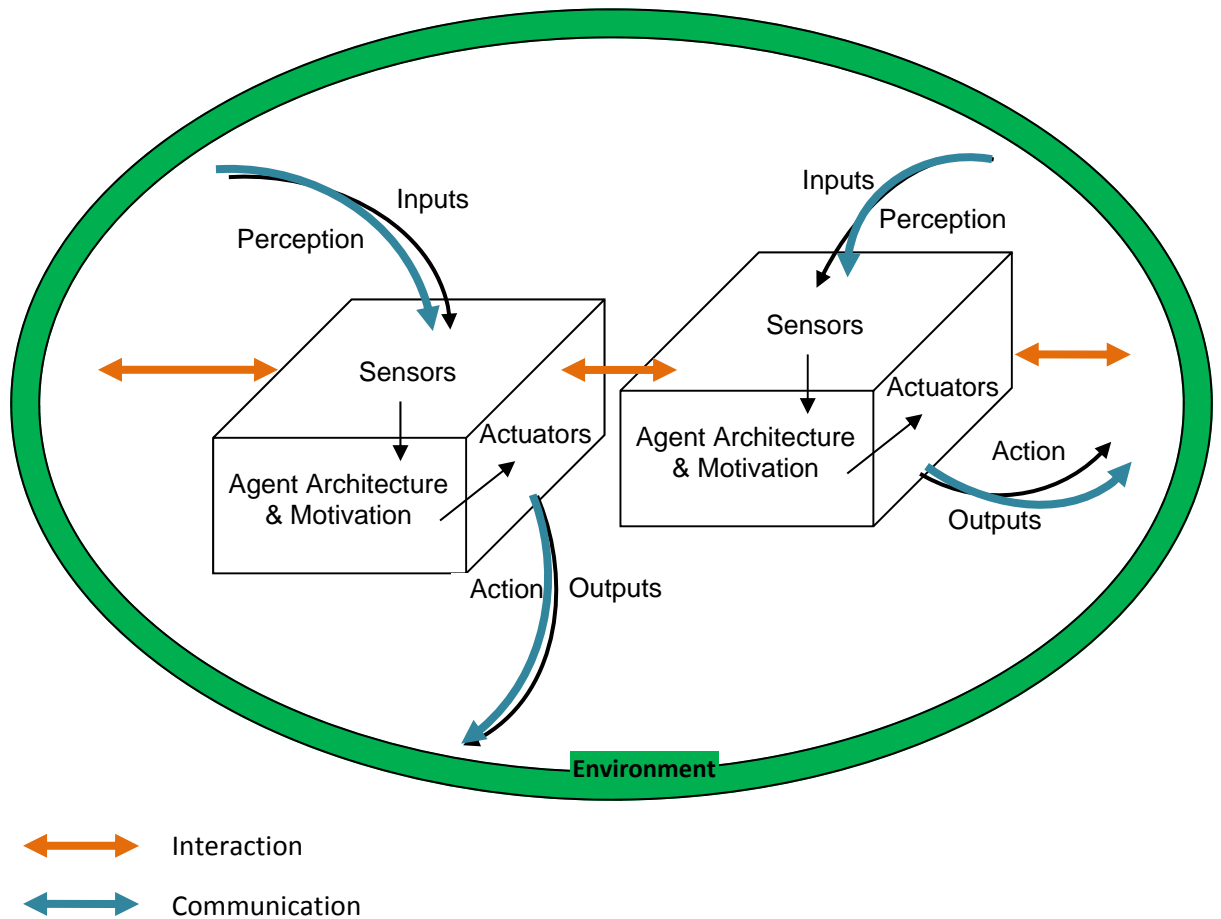 Inputs
Perception
Sensors
Actuators
Agent Architecture
& Motivation
Action
Outputs
Inputs
Perception
Sensors
Actuators
Agent Architecture
& Motivation
Action
Outputs
Environment
Interaction
Communication